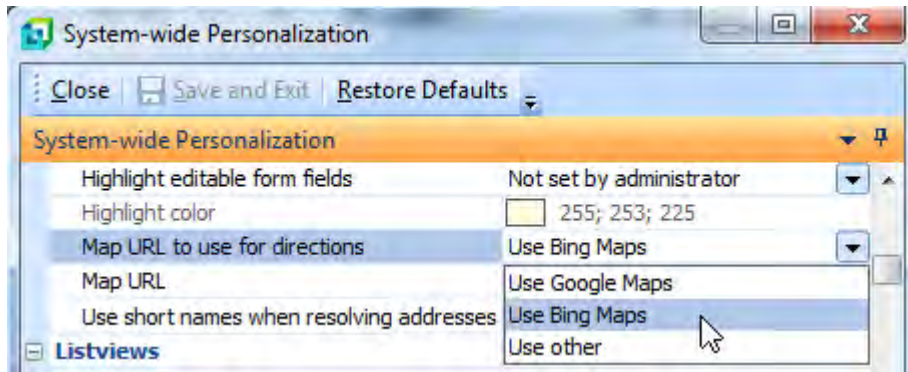 System-wide Personalization
Close Save and Exit Restore Defaults
System-wide Personalization
Highlight editable form fields Not set by administrator
Highlight color 255; 253; 225
Map URL to use for directions Use Bing Maps
Map URL Use Google Maps
Use short names when resolving addresses Use Bing Maps
Listviews Use other